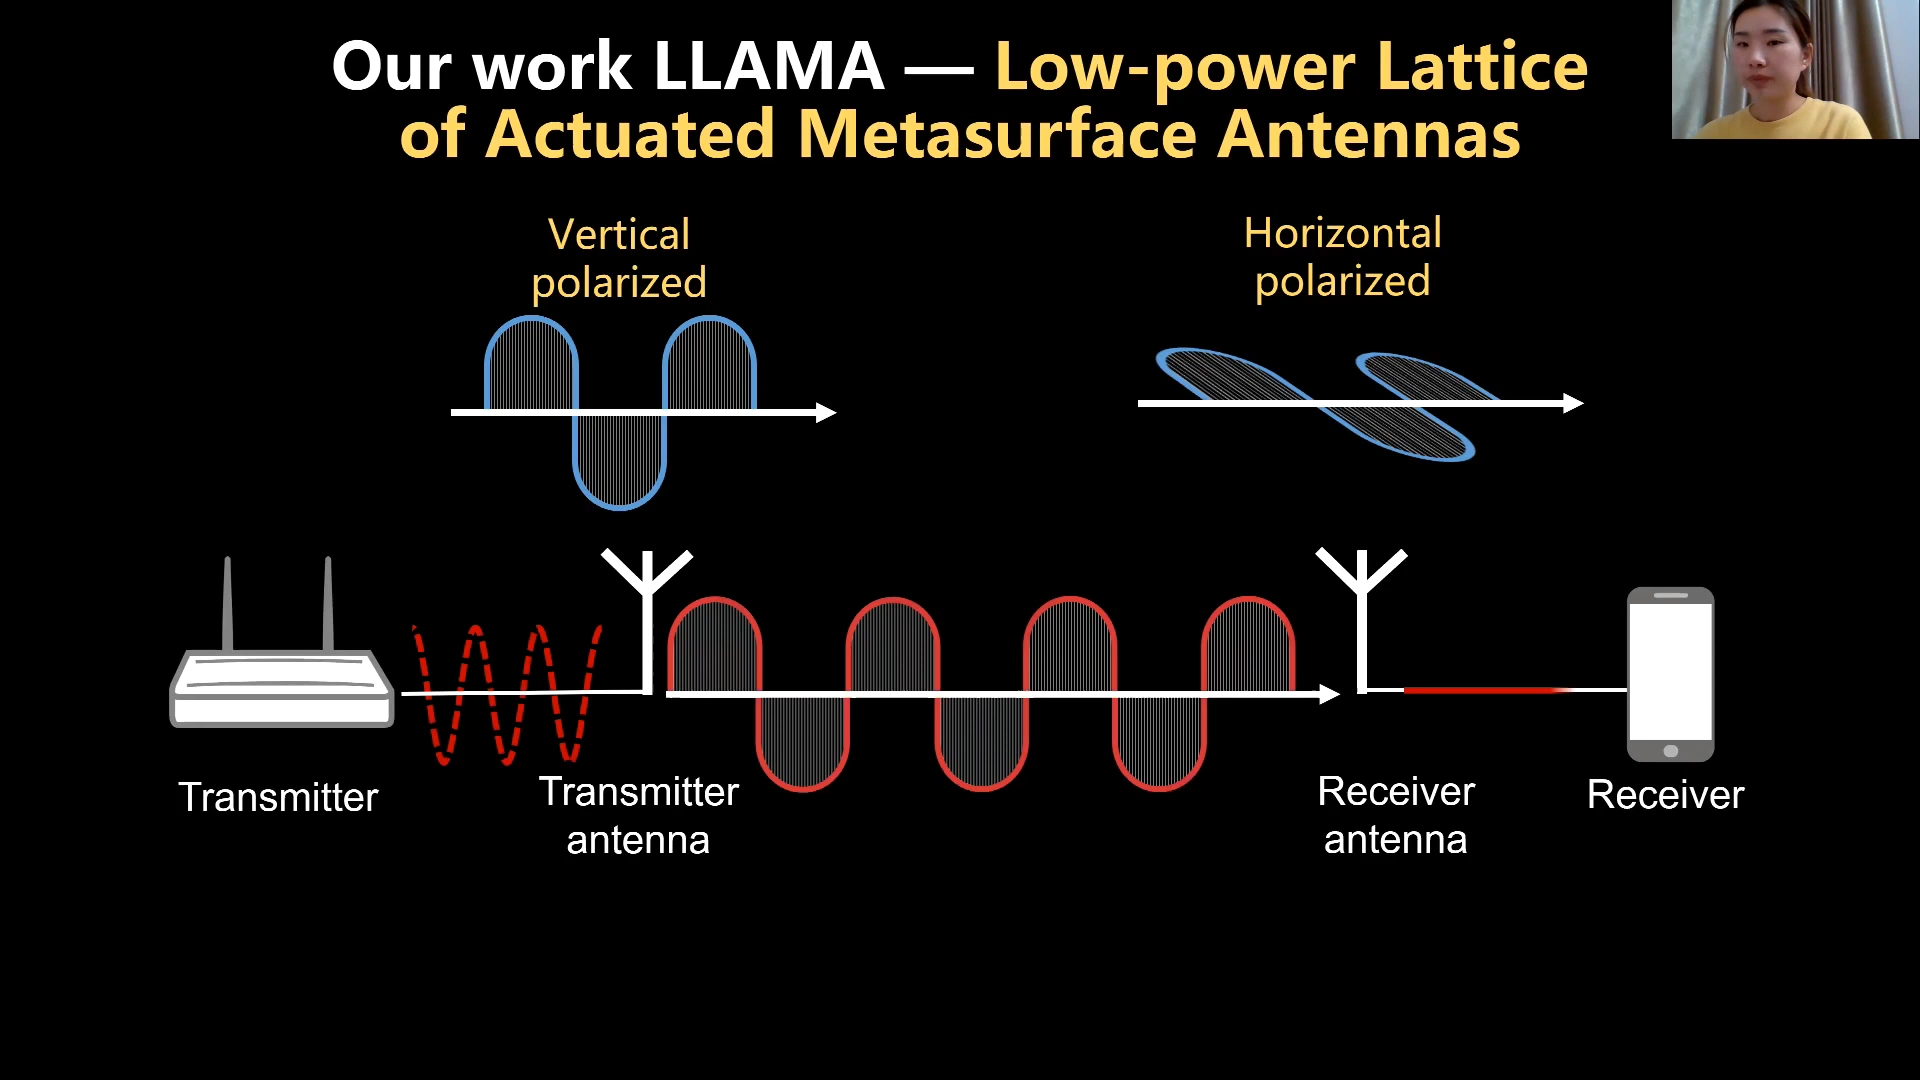 Our work LLAMA — Low-power Lattice
of Actuated Metasurface Antennas
Vertical
polarized
Horizontal
polarized
Transmitter
Transmitter
antenna
Receiver
antenna
Receiver